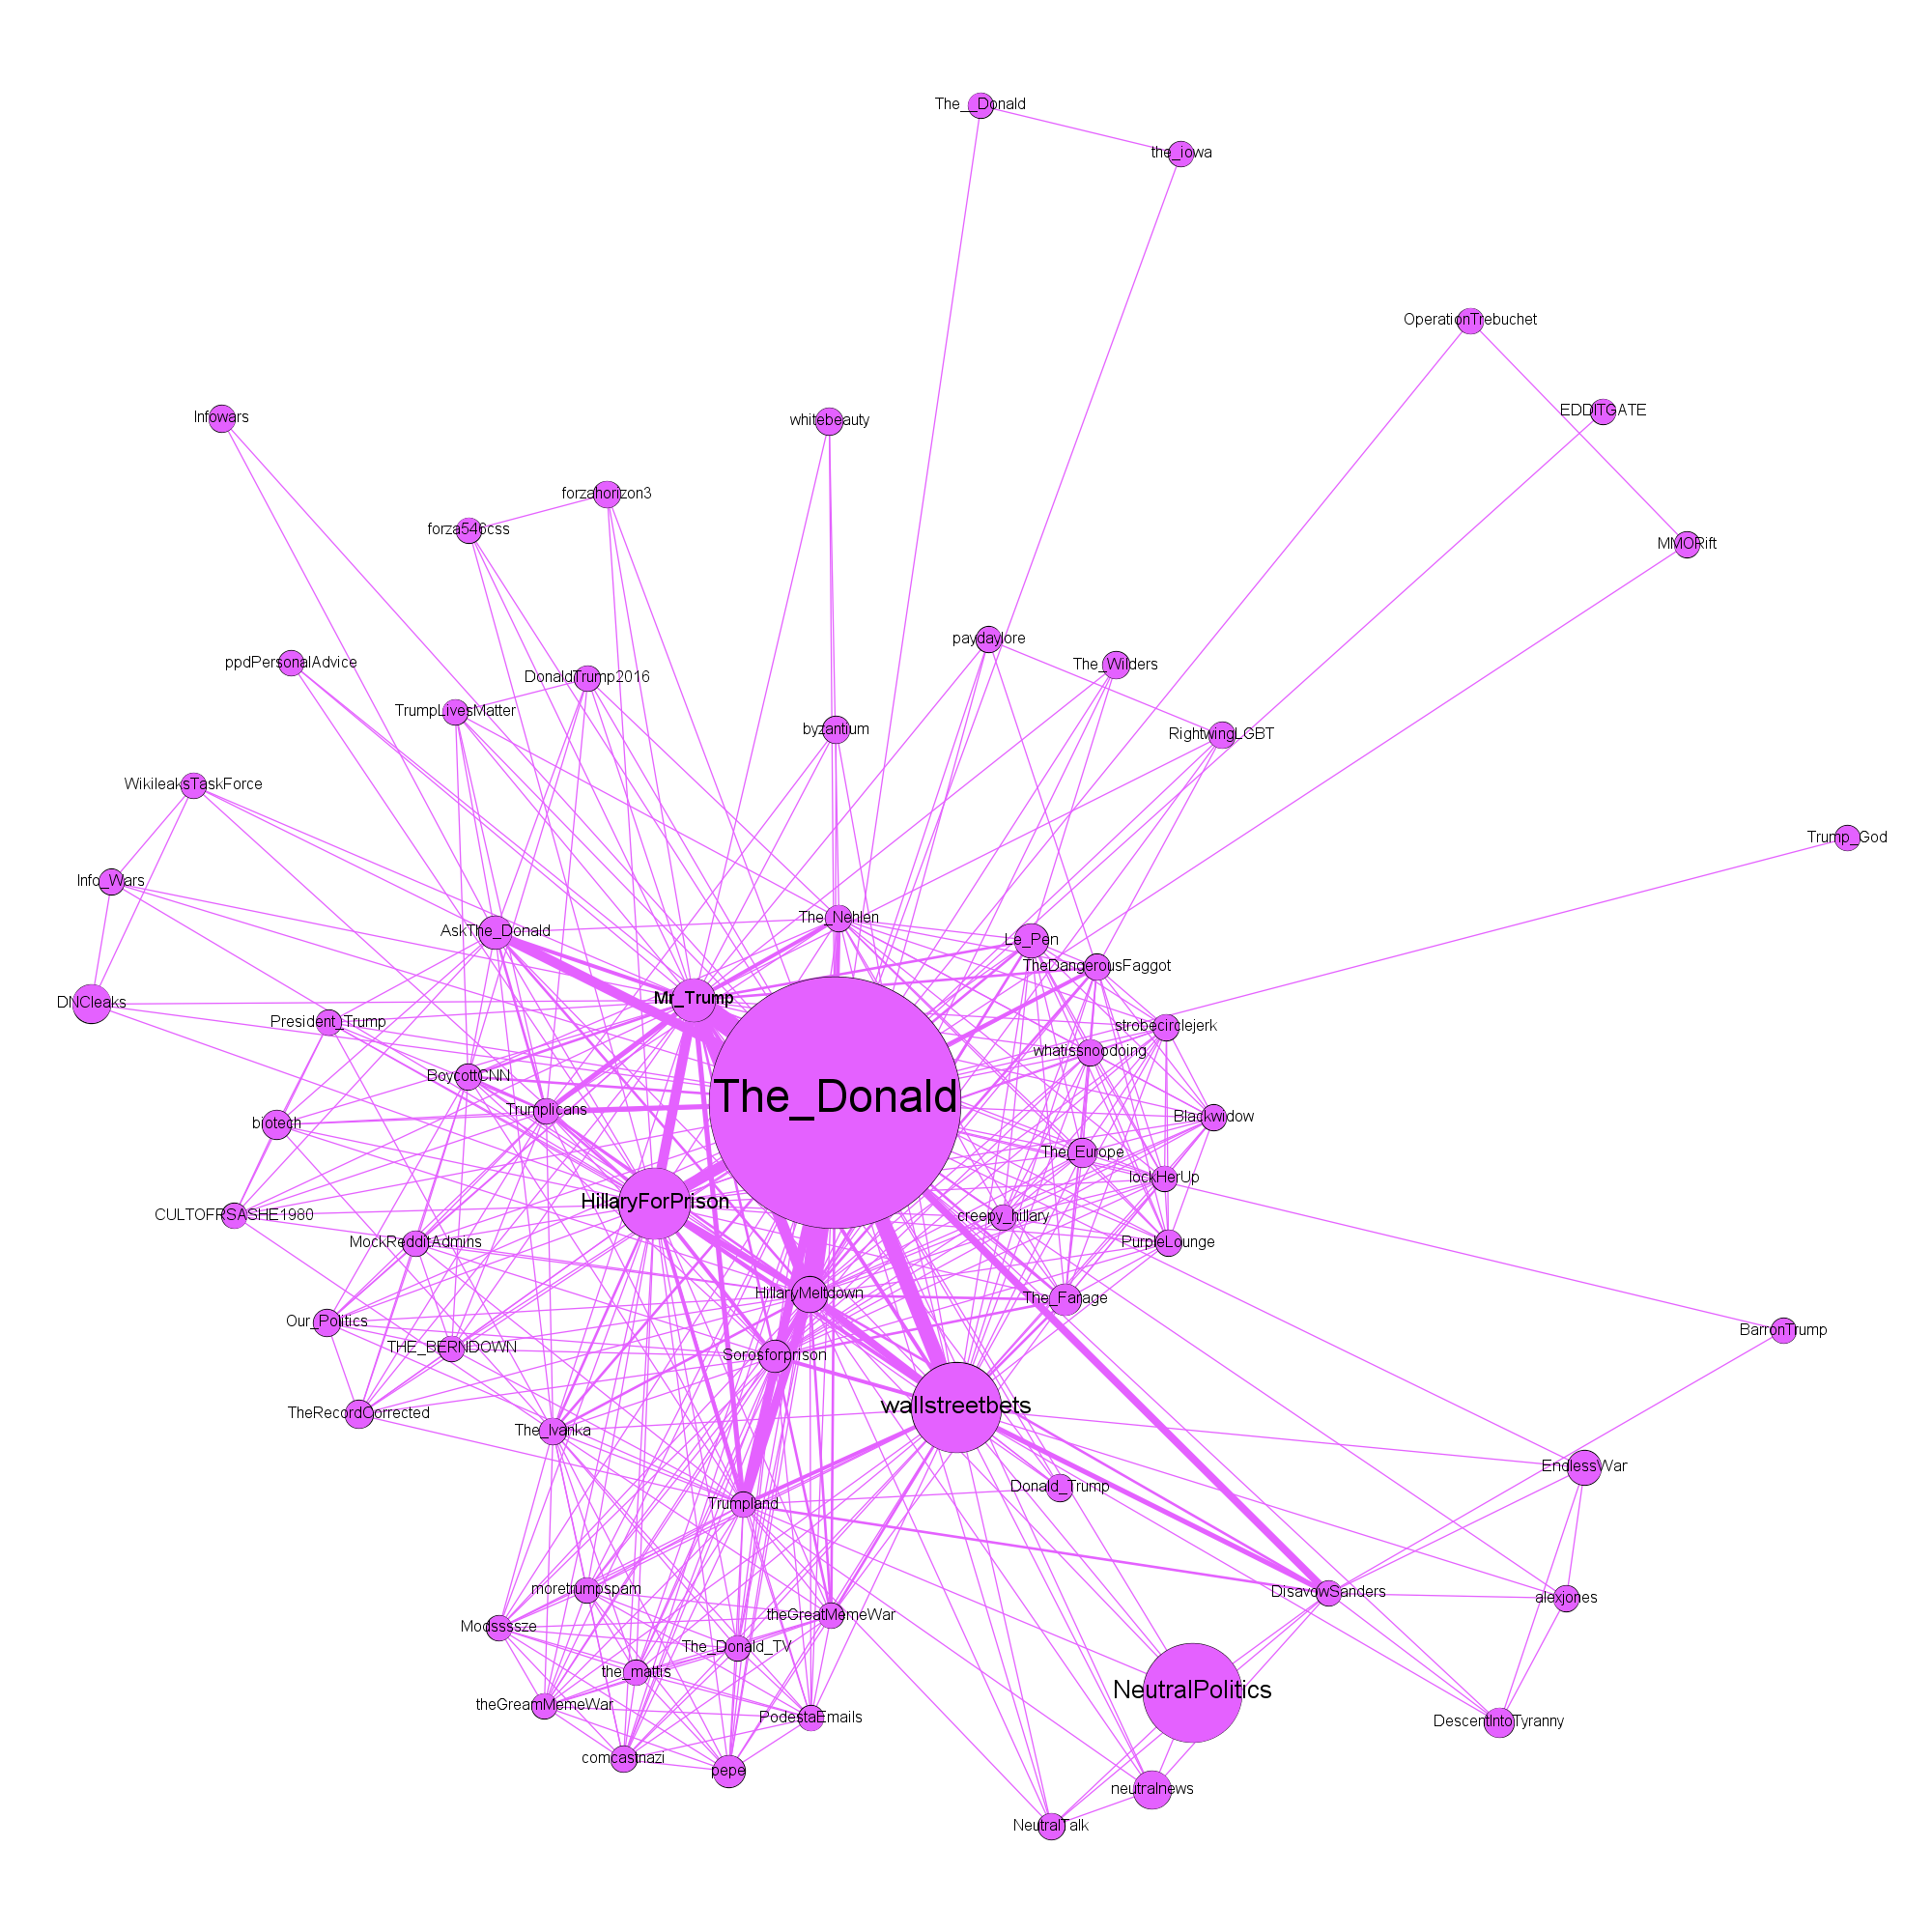 The__Donald
the_iowa
OperationTrebuchet
EDDITGATE
Infowars
whitebeauty
forzahorizon3
forza546css
MMORift
paydaylore
ppdPersonalAdvice
The_Wilders
DonaldTrump2016
TrumpLivesMatter
byzantium
RightwingLGBT
WikileaksTaskForce
Trump_God
Info_Wars
The_Nehlen
AskThe_Donald
Le_Pen
TheDangerousFaggot
DNCleaks
Mr_Trump
President_Trump
strobecirclejerk
whatissnoodoing
BoycottCNN
The_Donald
Trumplicans
Blackwidow
biotech
The_Europe
lockHerUp
HillaryForPrison
CULTOFRSASHE1980
creepy_hillary
MockRedditAdmins
PurpleLounge
HillaryMeltdown
The_Farage
Our_Politics
BarronTrump
THE_BERNDOWN
Sorosforprison
wallstreetbets
TheRecordCorrected
The_Ivanka
EndlessWar
Donald_Trump
Trumpland
moretrumpspam
DisavowSanders
alexjones
theGreatMemeWar
Modssssze
The_Donald_TV
the_mattis
NeutralPolitics
theGreamMemeWar
PodestaEmails
DescentIntoTyranny
comcastnazi
pepe
neutralnews
NeutralTalk